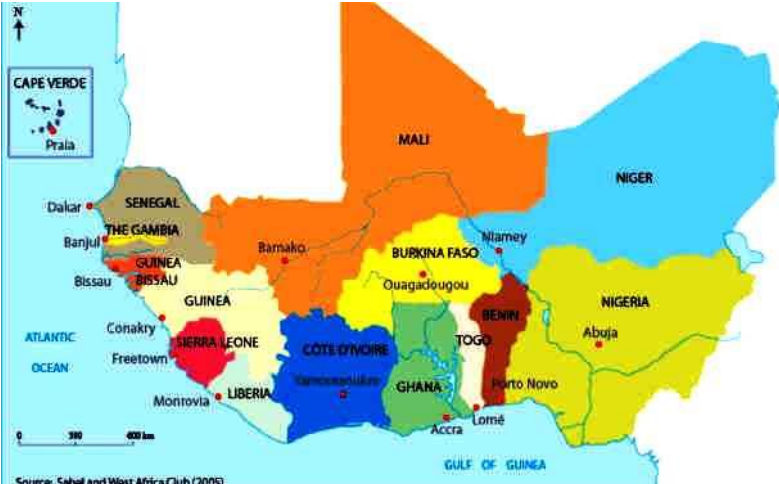 N
CAPE VERDE
Praia
MALI
NIGER
Dakar
SENEGAL
THE GAMBIA
Banjul
Bamako
BURKINA FASO
Niamey
GUINEA
BISSAU
Bissau
Ouagadougou
GUINEA
NIGERIA
BENIN
Conakry
Abuja
ATLANTIC
OCEAN
SIERRA LEONE
CÔTE D'IVOIRE
TOGO
Freetown
Yamoussoukro
GHANA
Porto Novo
LIBERIA
Monrovia
Lomé
Accra
0 300 600 km
GULF OF GUINEA
Source: Sahel and West Africa Club (2005)